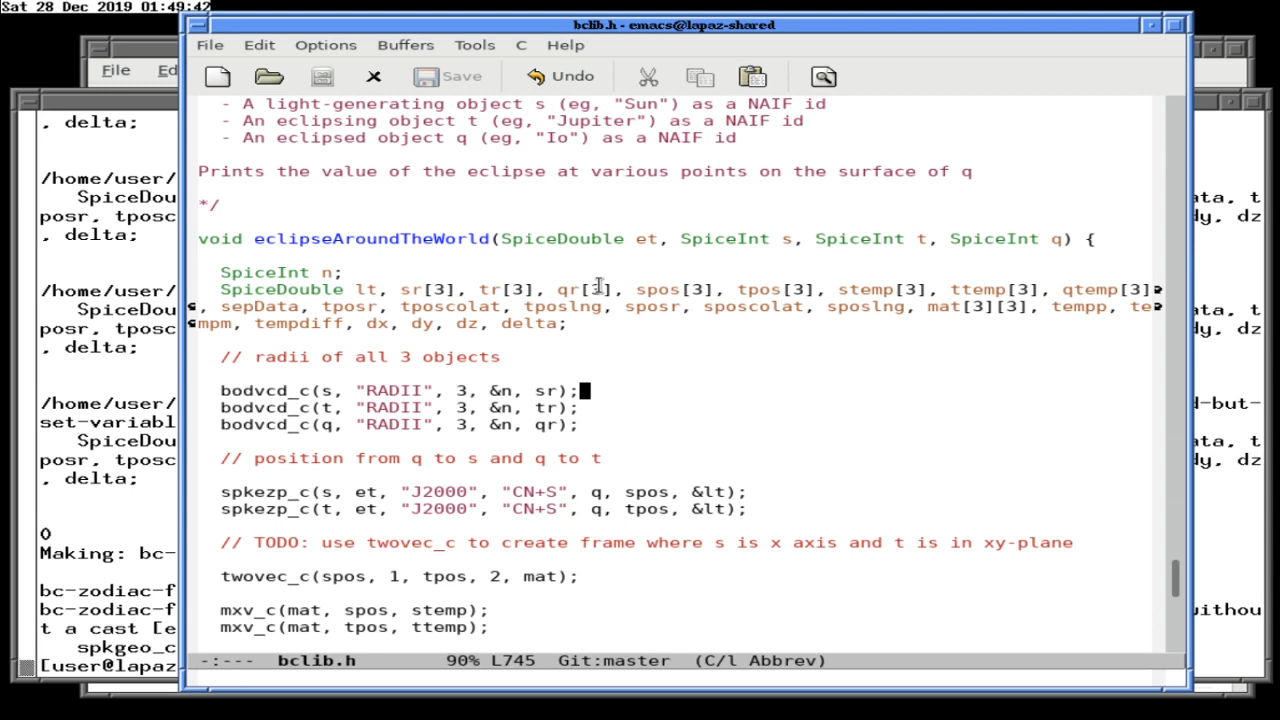 Sat 28 Dec 2019 01:49:42
bclib.h - emacs@lapaz-shared
File Edit Options Buffers Tools C Help
Save Undo
- A light-generating object s (eg, "Sun") as a NAIF id
- An eclipsing object t (eg, "Jupiter") as a NAIF id
- An eclipsed object q (eg, "Io") as a NAIF id
Prints the value of the eclipse at various points on the surface of q
*/
void eclipseAroundTheWorld(SpiceDouble et, SpiceInt s, SpiceInt t, SpiceInt q) {
SpiceInt n;
SpiceDouble lt, sr[3], tr[3], qr[3], spos[3], tpos[3], stemp[3], ttemp[3], qtemp[3]
, sepData, tposr, tposcolat, tposlng, sposr, sposcolat, sposlng, mat[3][3], tempp, te
mpm, tempdiff, dx, dy, dz, delta;
// radii of all 3 objects
bodvcd_c(s, "RADII", 3, &n, sr);
bodvcd_c(t, "RADII", 3, &n, tr);
bodvcd_c(q, "RADII", 3, &n, qr);
// position from q to s and q to t
spkezp_c(s, et, "J2000", "CN+S", q, spos, &lt);
spkezp_c(t, et, "J2000", "CN+S", q, tpos, &lt);
// TODO: use twovec_c to create frame where s is x axis and t is in xy-plane
twovec_c(spos, 1, tpos, 2, mat);
mxv_c(mat, spos, stemp);
mxv_c(mat, tpos, ttemp);
-:--- bclib.h 90% L745 Git:master (C/l Abbrev)
File Ed
, delta;
/home/user/
SpiceDou
posr, tposc
, delta;
/home/user/
SpiceDou
posr, tposc
, delta;
/home/user/
set-variabl
SpiceDou
posr, tposc
, delta;
0
Making: bc-
bc-zodiac-f
bc-zodiac-f
t a cast [e
spkgeo_c
[user@lapaz
ata, t
dy, dz
ata, t
dy, dz
d-but-
ata, t
dy, dz
withou